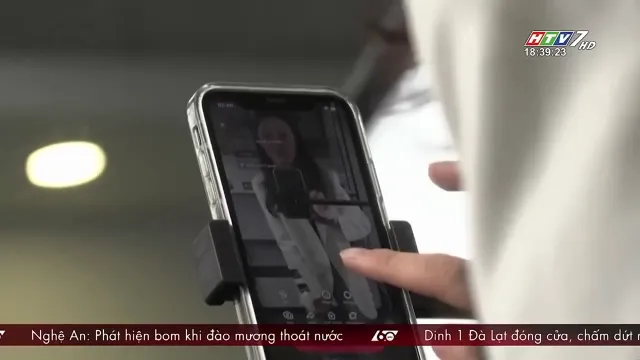 HTV7 HD
18:39:23
Nghệ An: Phát hiện bom khi đào mương thoát nước 60 Dinh 1 Đà Lạt đóng cửa, chấm dứt